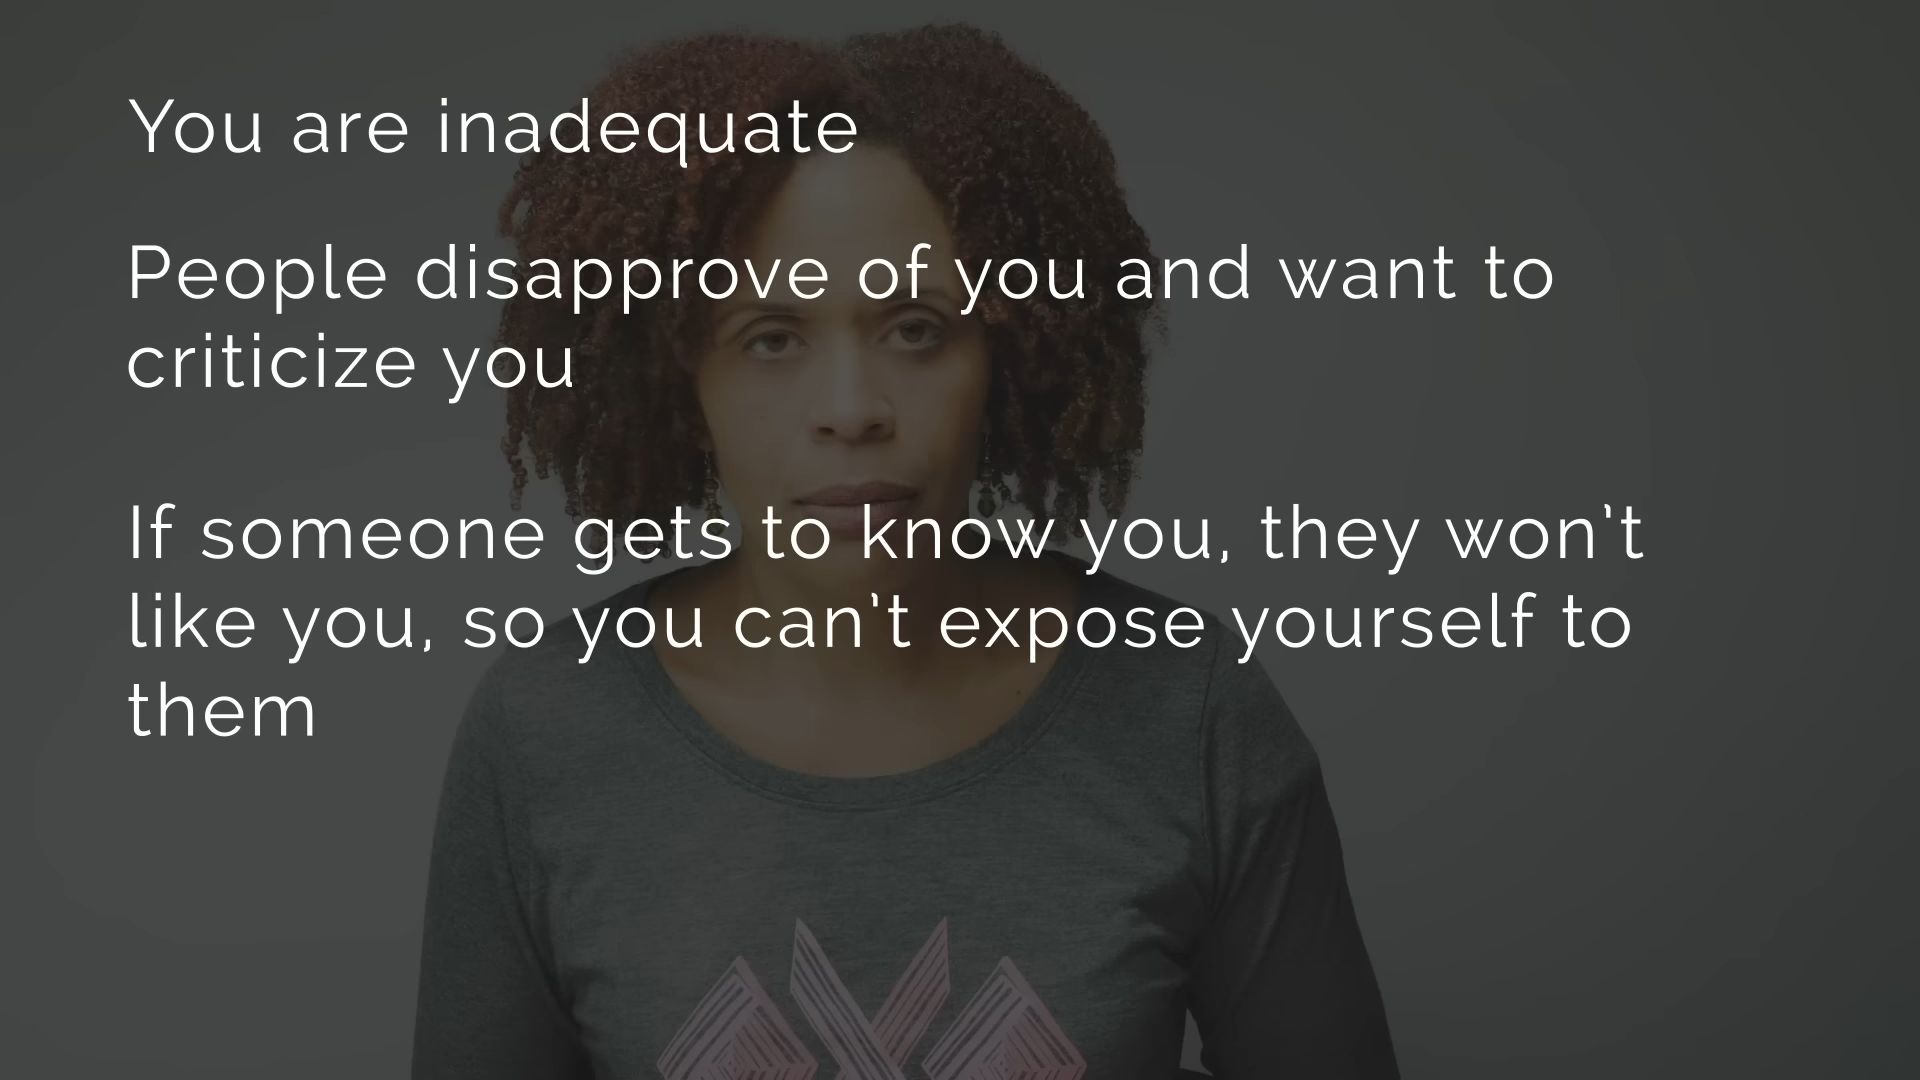 You are inadequate
People disapprove of you and want to
criticize you
If someone gets to know you, they won't
like you, so you can't expose yourself to
them